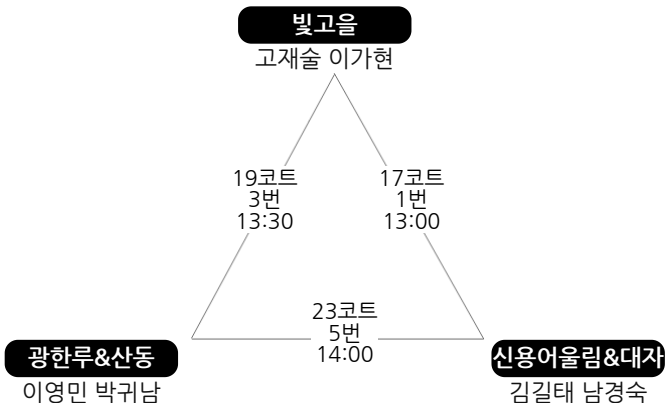 빛고을
고재술 이가현
19코트
3번
13:30
17코트
1번
13:00
23코트
5번
14:00
광한루&산동
이영민 박귀남
신용어울림&대자
김길태 남경숙